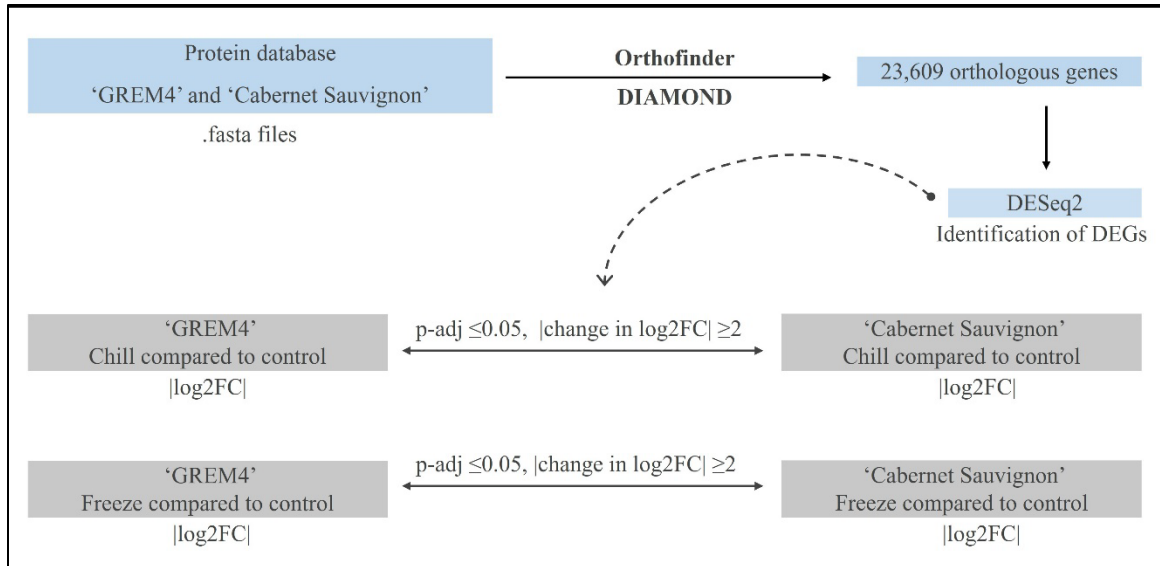 Protein database
‘GREM4’ and ‘Cabernet Sauvignon’
.fasta files
Orthofinder
DIAMOND
23,609 orthologous genes
DESeq2
Identification of DEGs
‘GREM4’
Chill compared to control
|log2FC|
p-adj ≤0.05, |change in log2FC| ≥2
‘Cabernet Sauvignon’
Chill compared to control
|log2FC|
‘GREM4’
Freeze compared to control
|log2FC|
p-adj ≤0.05, |change in log2FC| ≥2
‘Cabernet Sauvignon’
Freeze compared to control
|log2FC|